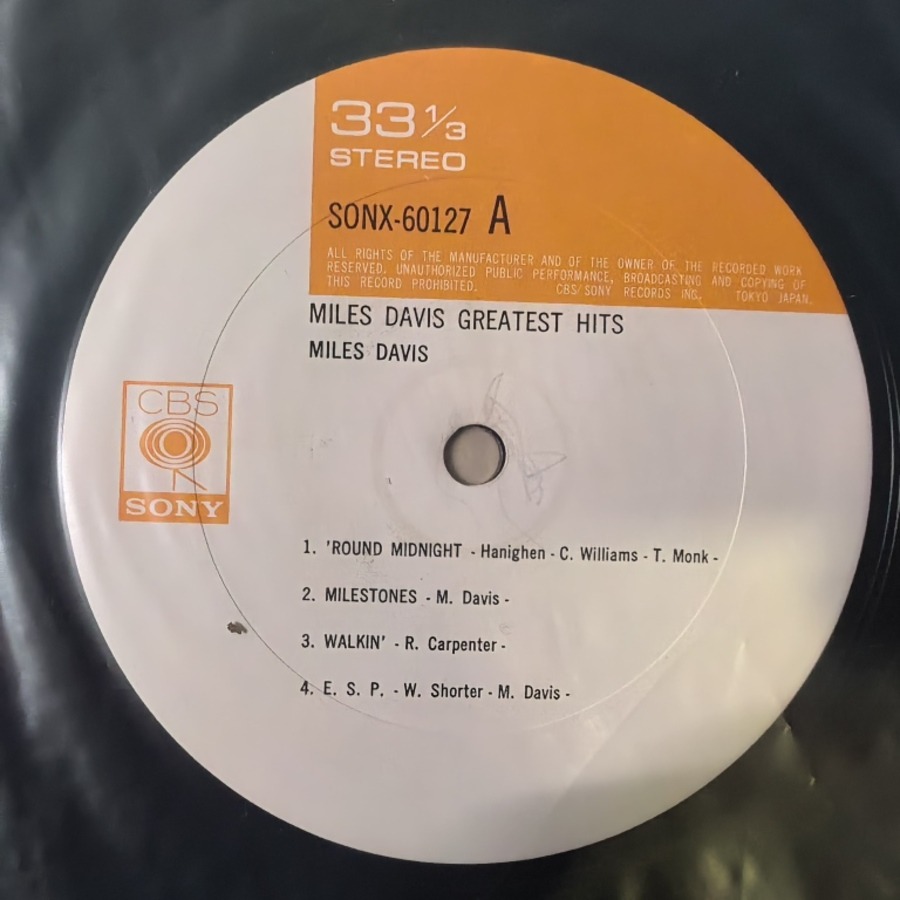 33 1/3
STEREO
SONX-60127 A
ALL RIGHTS OF THE MANUFACTURER AND OF THE OWNER OF THE RECORDED WORK
RESERVED. UNAUTHORIZED PUBLIC PERFORMANCE, BROADCASTING AND COPYING OF
THIS RECORD PROHIBITED. CBS/SONY RECORDS INC. TOKYO JAPAN.
MILES DAVIS GREATEST HITS
MILES DAVIS
CBS
SONY
1. 'ROUND MIDNIGHT - Hanighen - C. Williams - T. Monk -
2. MILESTONES - M. Davis -
3. WALKIN' - R. Carpenter -
4. E. S. P. - W. Shorter - M. Davis -